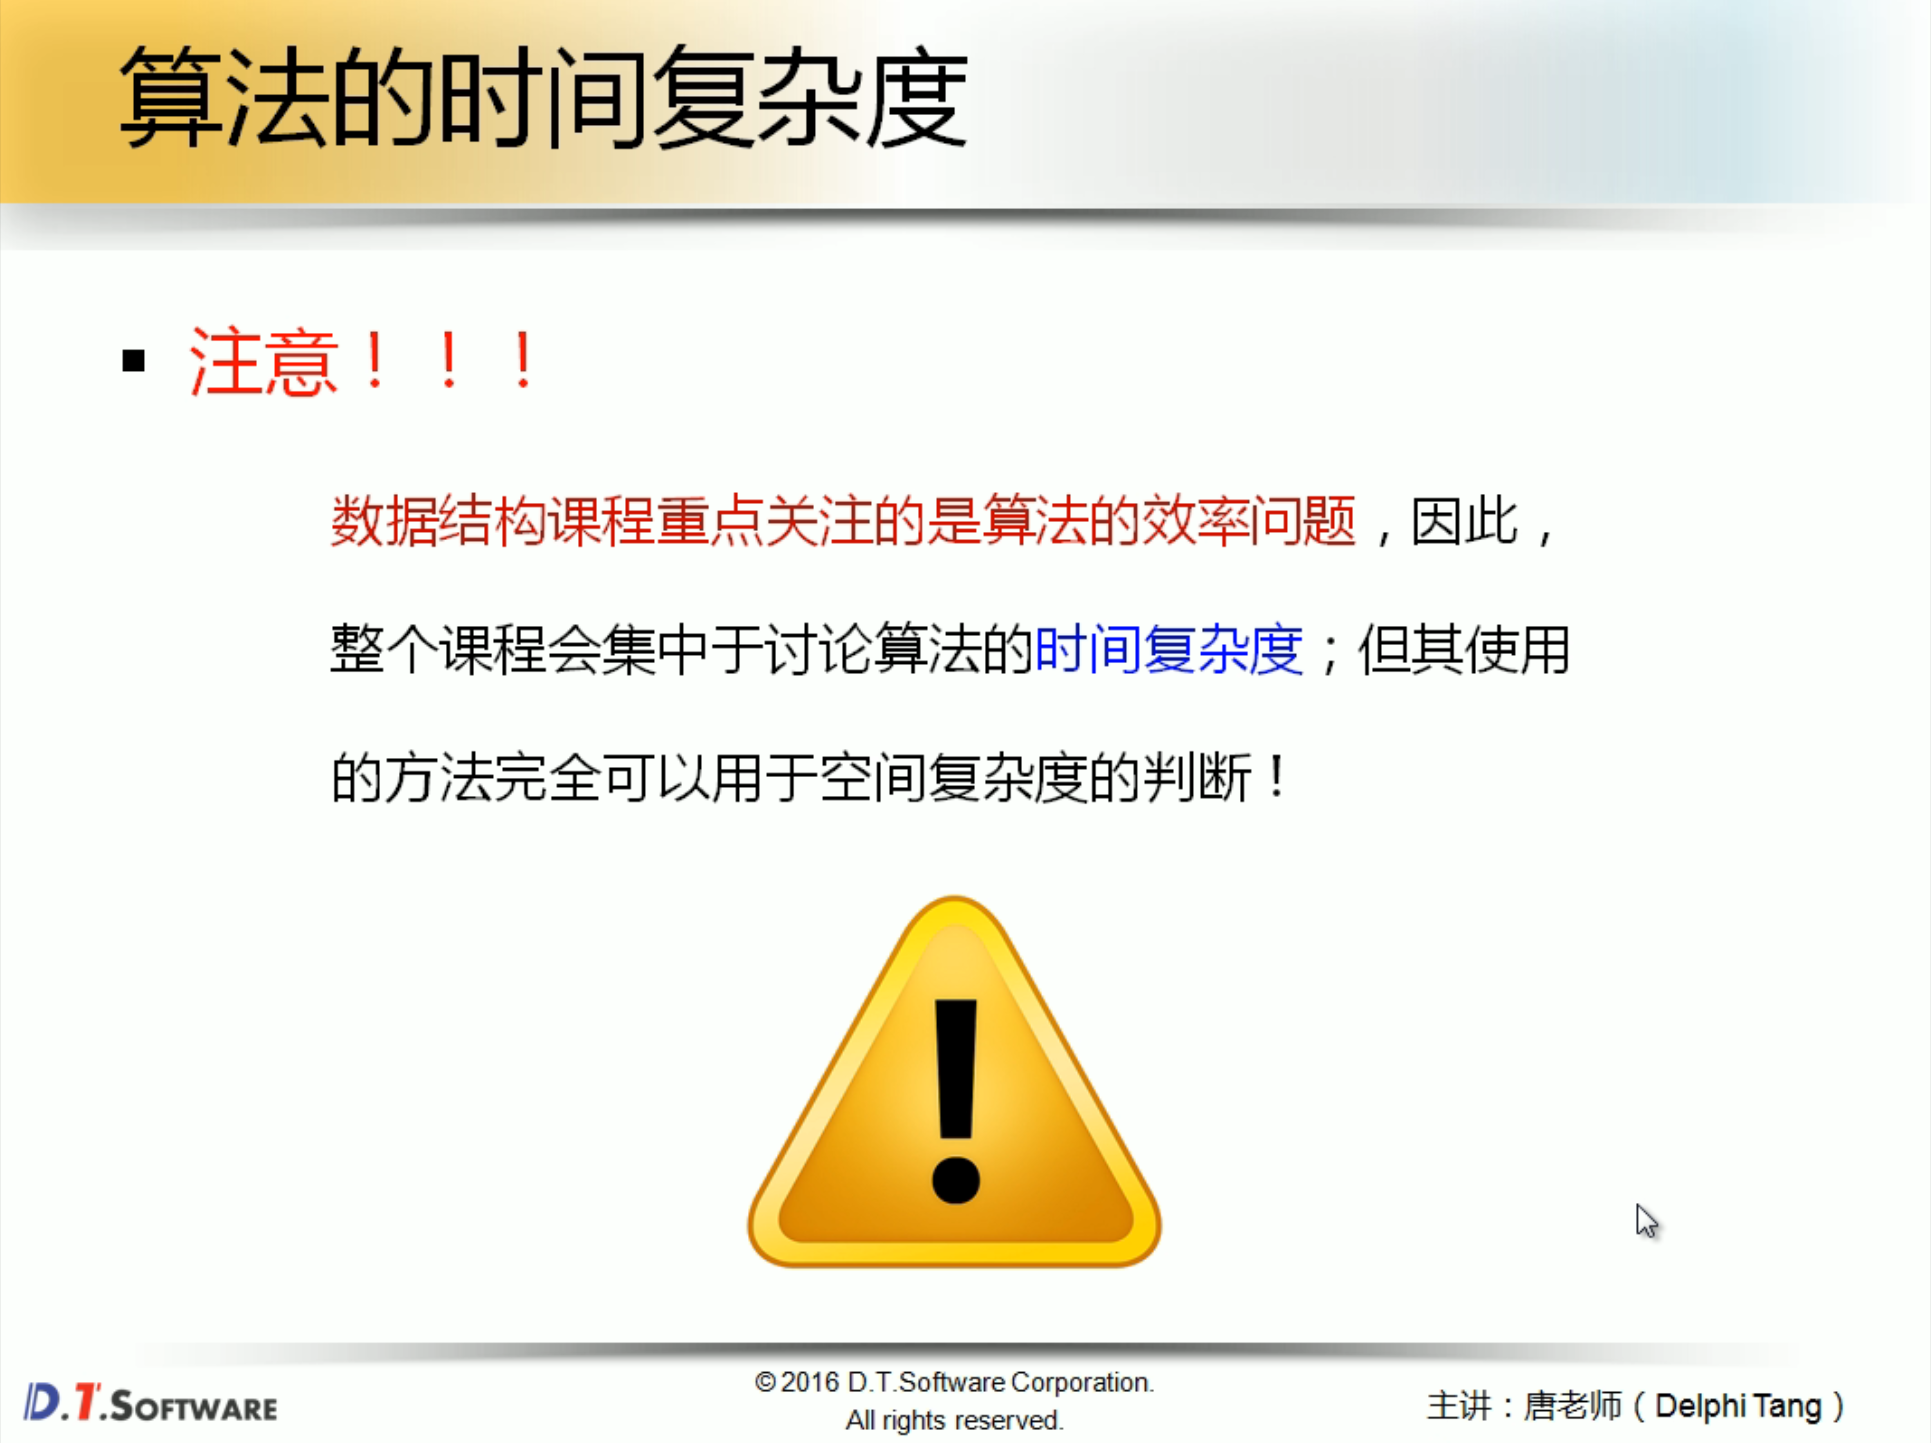 算法的时间复杂度
▪ 注意！！！
数据结构课程重点关注的是算法的效率问题，因此，
整个课程会集中于讨论算法的时间复杂度；但其使用
的方法完全可以用于空间复杂度的判断！
D.T.SOFTWARE
© 2016 D.T.Software Corporation.
All rights reserved.
主讲：唐老师（Delphi Tang）